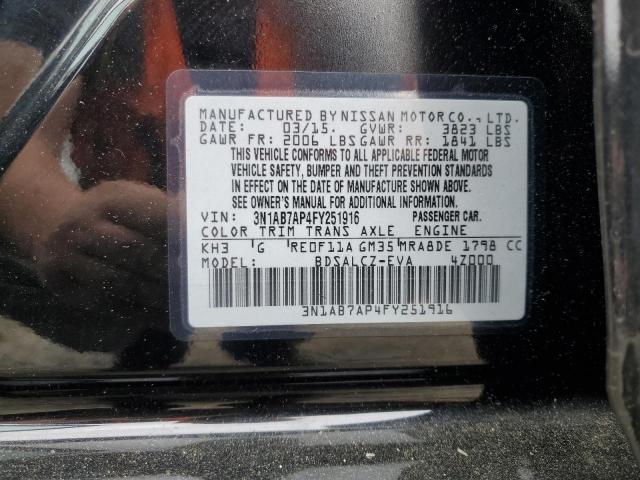 MANUFACTURED BY NISSAN MOTOR CO., LTD.
DATE: 03/15. GVWR: 3823 LBS
GAWR FR: 2006 LBS GAWR RR: 1841 LBS
THIS VEHICLE CONFORMS TO ALL APPLICABLE FEDERAL MOTOR
VEHICLE SAFETY, BUMPER AND THEFT PREVENTION STANDARDS
IN EFFECT ON THE DATE OF MANUFACTURE SHOWN ABOVE.
SEE OWNER'S MANUAL FOR ADDITIONAL INFORMATION.
VIN: 3N1AB7AP4FY251916 PASSENGER CAR.
COLOR TRIM TRANS AXLE ENGINE
KH3 G RE0F11A GM35 MRA8DE 1798 CC
MODEL: BDSALCZ-EVA 4Z000
3N1AB7AP4FY251916